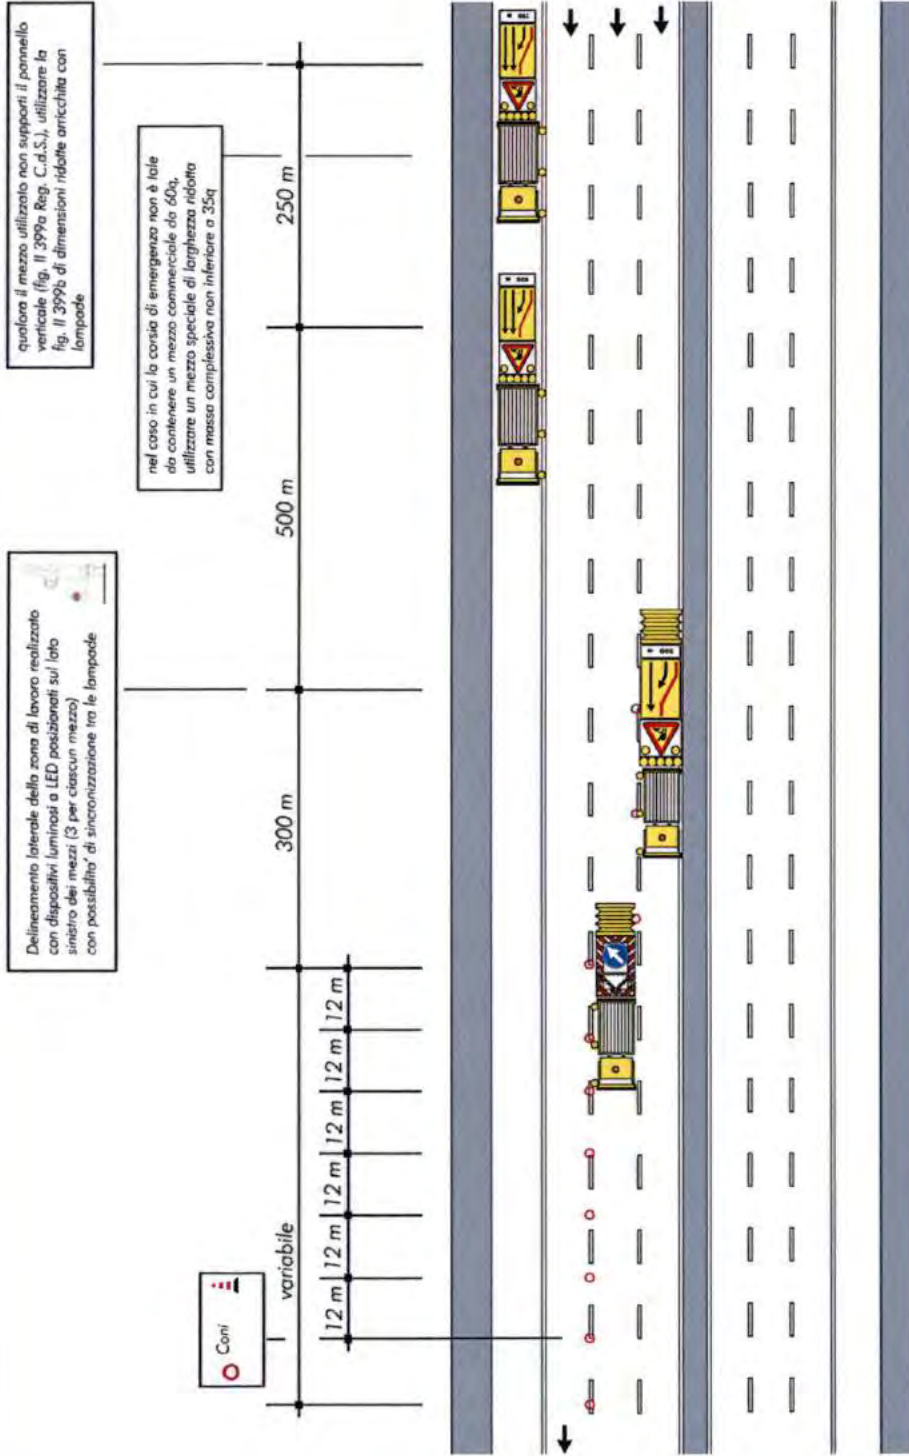 qualora il mezzo utilizzato non supporti il pannello
verticale (fig. II 399a Reg. C.d.S.), utilizzare la
fig. II 399b di dimensioni ridotte arricchita con
lampade
nel caso in cui la corsia di emergenza non è tale
da contenere un mezzo commerciale da 60q,
utilizzare un mezzo speciale di larghezza ridotta
con massa complessiva non inferiore a 35q
Delineamento laterale della zona di lavoro realizzato
con dispositivi luminosi a LED posizionati sul lato
sinistro dei mezzi (3 per ciascun mezzo)
con possibilita' di sincronizzazione tra le lampade
Coni
variabile
300 m
500 m
250 m
12 m
12 m
12 m
12 m
12 m
12 m
300 m